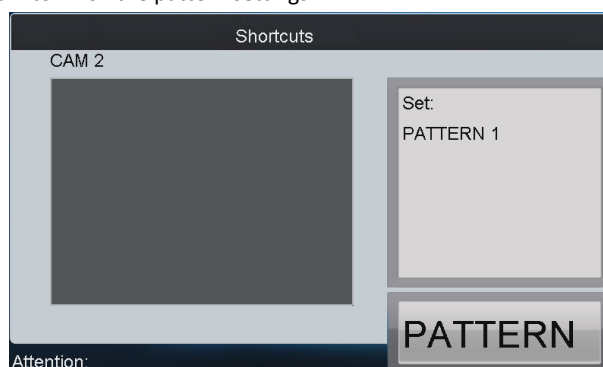 Shortcuts
CAM 2
Set:
PATTERN 1
PATTERN
Attention: